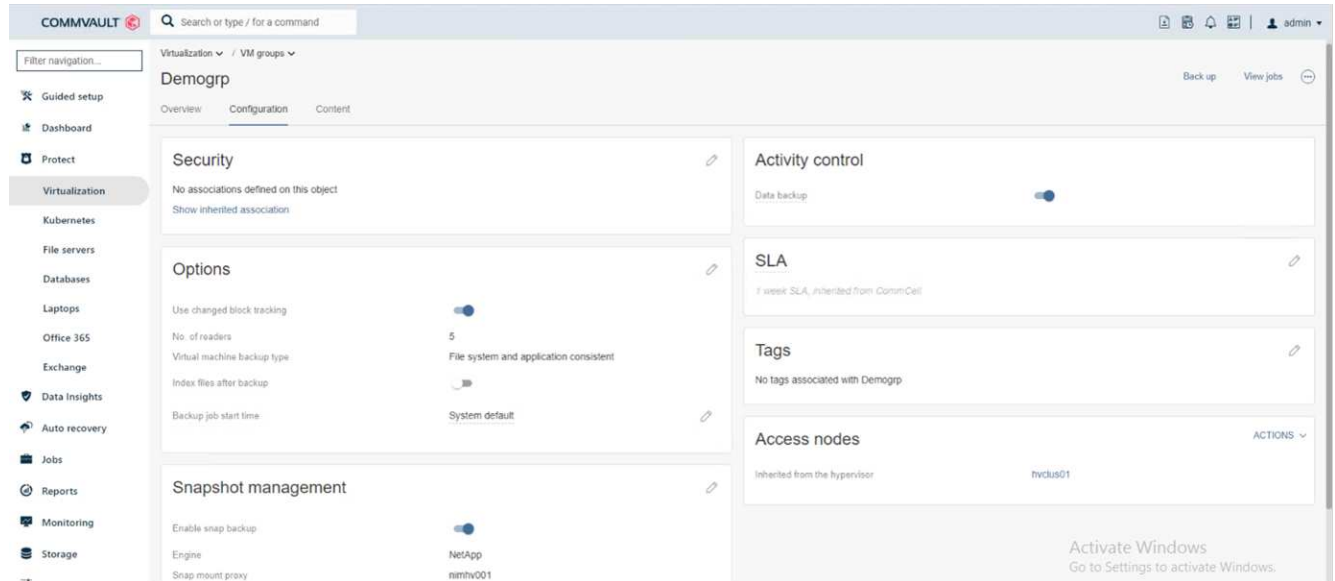 COMMVAULT
Search or type / for a command
admin
Filter navigation...
Guided setup
Dashboard
Protect
Virtualization
Kubernetes
File servers
Databases
Laptops
Office 365
Exchange
Data Insights
Auto recovery
Jobs
Reports
Monitoring
Storage
Virtualization / VM groups
Demogrp
Back up View jobs
Overview Configuration Content
Security
No associations defined on this object
Show inherited association
Options
Use changed block tracking
No. of readers 5
Virtual machine backup type File system and application consistent
Index files after backup
Backup job start time System default
Snapshot management
Enable snap backup
Engine NetApp
Snap mount proxy nimhv001
Activity control
Data backup
SLA
1 week SLA, inherited from CommCell
Tags
No tags associated with Demogrp
Access nodes ACTIONS
Inherited from the hypervisor hvclus01
Activate Windows
Go to Settings to activate Windows.